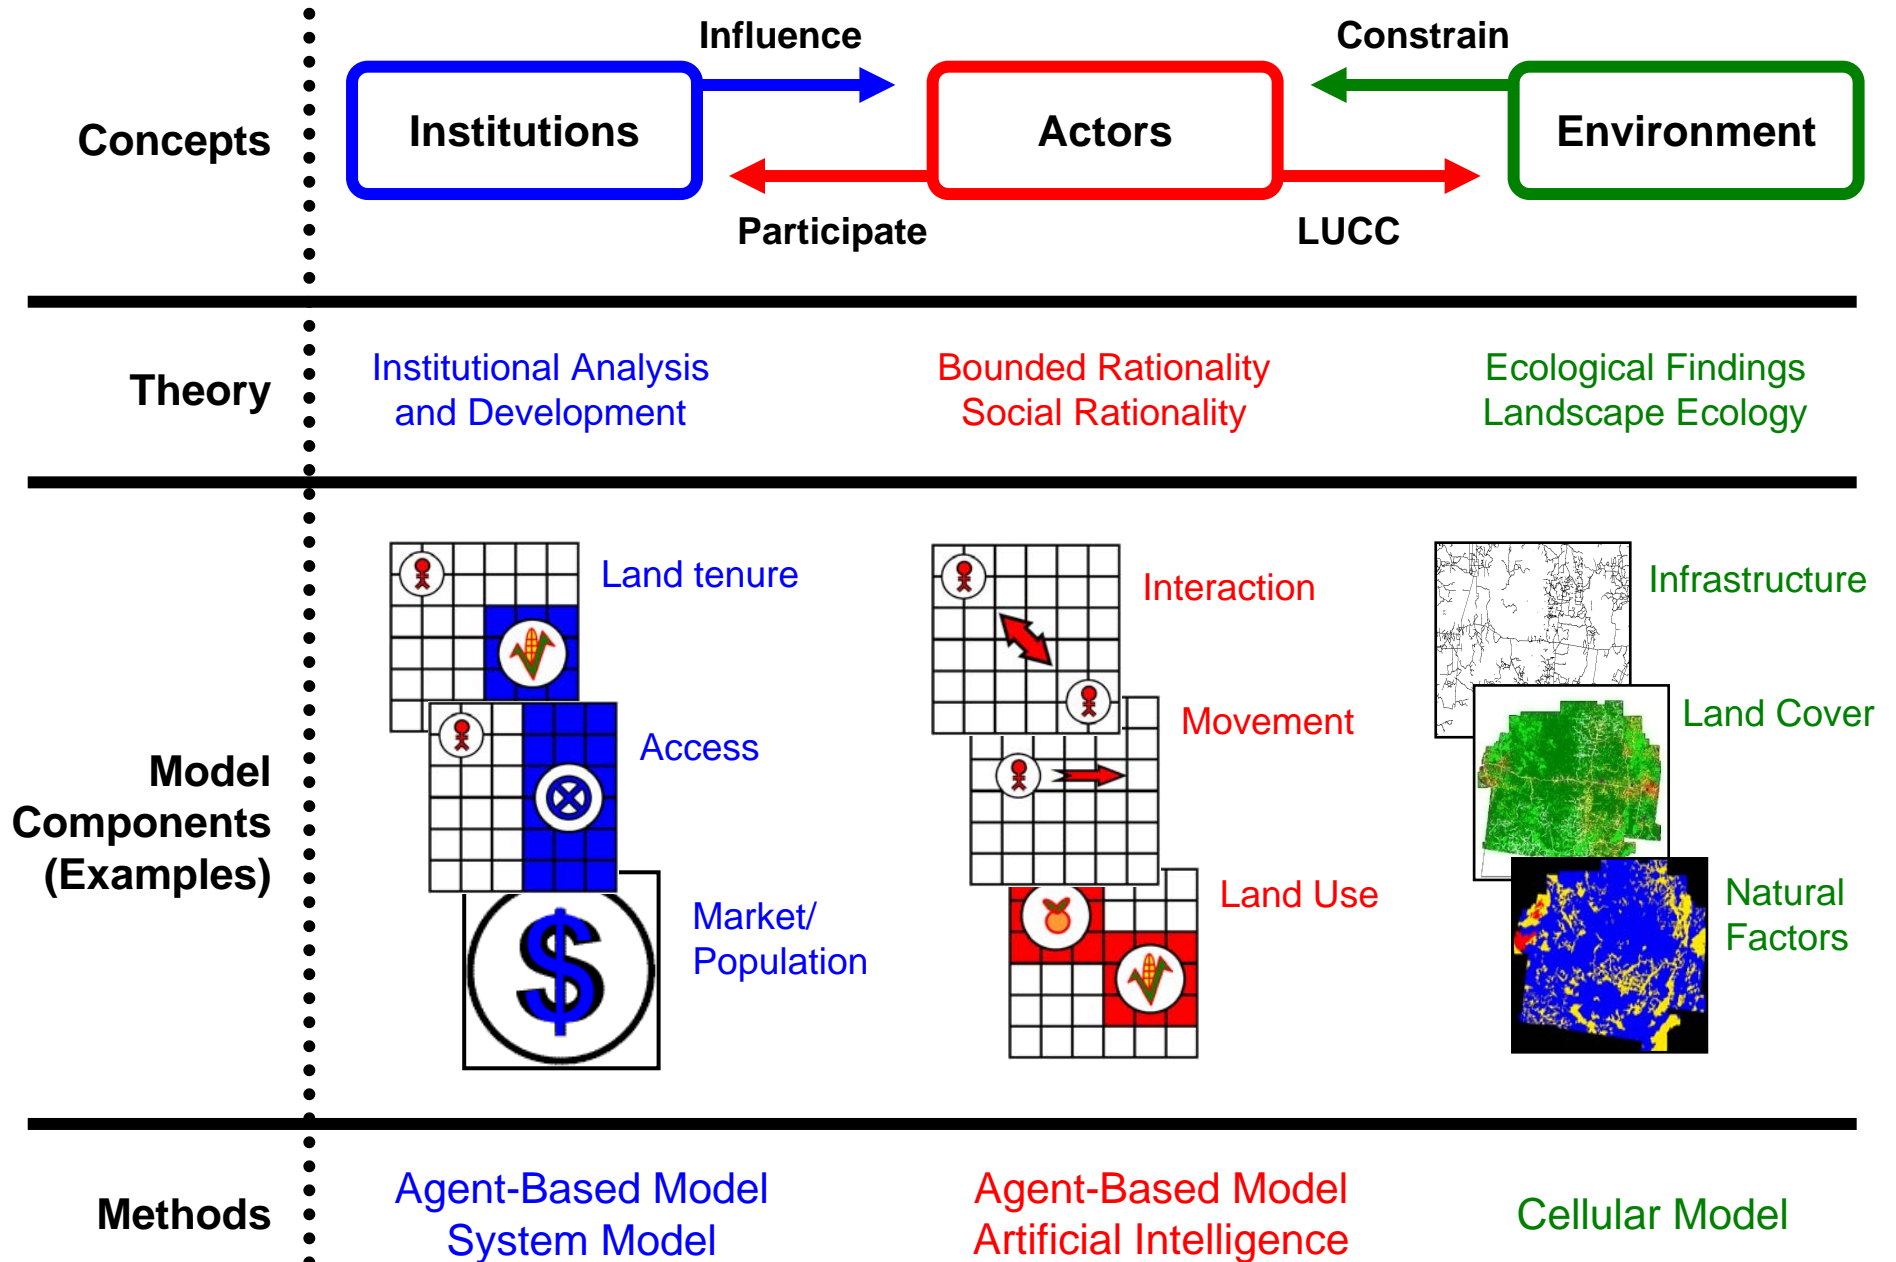 Influence
Constrain
Concepts
Institutions
Actors
Environment
Participate
LUCC
Theory
Institutional Analysis
and Development
Bounded Rationality
Social Rationality
Ecological Findings
Landscape Ecology
Model
Components
(Examples)
Land tenure
Access
$
Market/
Population
Interaction
Movement
Land Use
Infrastructure
Land Cover
Natural
Factors
Methods
Agent-Based Model
System Model
Agent-Based Model
Artificial Intelligence
Cellular Model